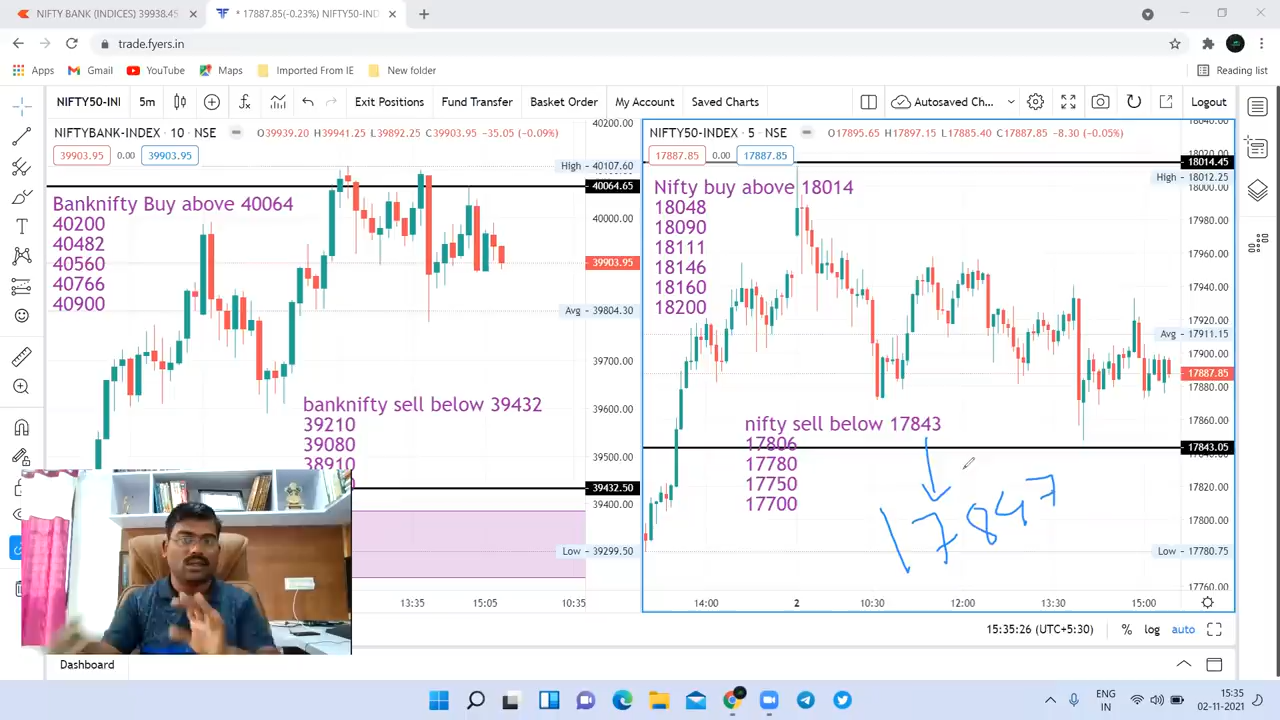 NIFTY BANK (INDICES) 39938.45
* 17887.85(-0.23%) NIFTY50-IND
trade.fyers.in
Apps Gmail YouTube Maps Imported From IE New folder Reading list
NIFTY50-INI 5m Exit Positions Fund Transfer Basket Order My Account Saved Charts Autosaved Ch... Logout
NIFTYBANK-INDEX • 10 • NSE O39939.20 H39941.25 L39892.25 C39903.95 -35.05 (-0.09%)
39903.95 0.00 39903.95
Banknifty Buy above 40064
40200
40482
40560
40766
40900
banknifty sell below 39432
39210
39080
38910
40200.00
High 40107.60
40064.65
40000.00
39903.95
Avg 39804.30
39700.00
39600.00
39500.00
39432.50
39400.00
Low 39299.50
13:35 15:05 10:35
NIFTY50-INDEX • 5 • NSE O17895.65 H17897.15 L17885.40 C17887.85 -8.30 (-0.05%)
17887.85 0.00 17887.85
Nifty buy above 18014
18048
18090
18111
18146
18160
18200
nifty sell below 17843
17806
17780
17750
17700
17847
18014.45
High 18012.25
18000.00
17980.00
17960.00
17940.00
17920.00
Avg 17911.15
17900.00
17887.85
17880.00
17860.00
17843.05
17820.00
17800.00
Low 17780.75
17760.00
14:00 2 10:30 12:00 13:30 15:00
15:35:26 (UTC+5:30) % log auto
Dashboard
ENG
IN
15:35
02-11-2021